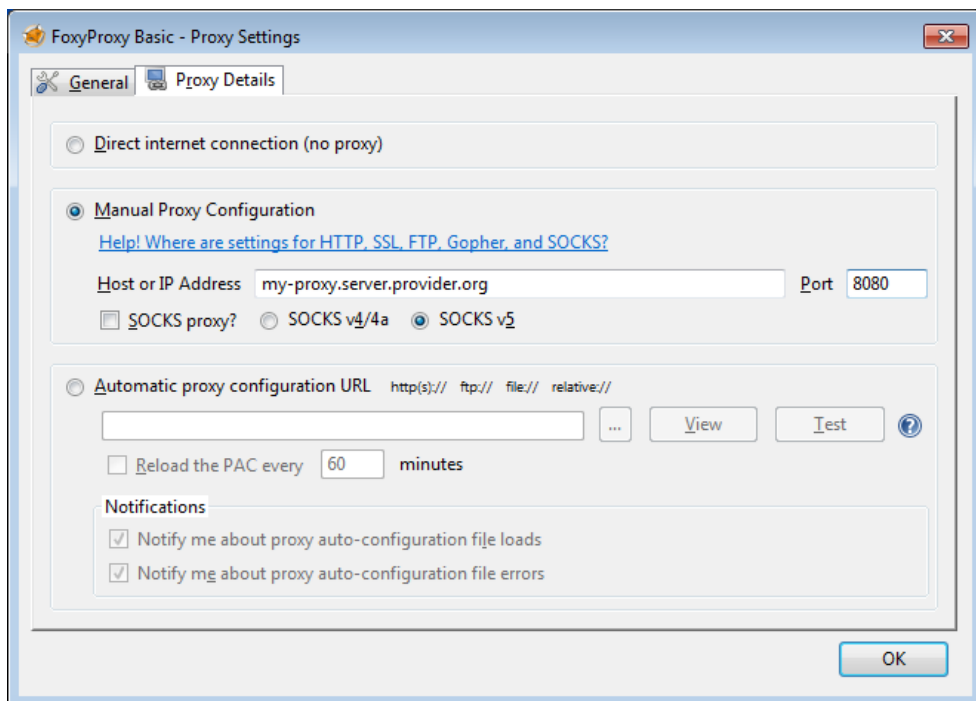 FoxyProxy Basic - Proxy Settings
General Proxy Details
Direct internet connection (no proxy)
Manual Proxy Configuration
Help! Where are settings for HTTP, SSL, FTP, Gopher, and SOCKS?
Host or IP Address my-proxy.server.provider.org Port 8080
SOCKS proxy? SOCKS v4/4a SOCKS v5
Automatic proxy configuration URL http(s):// ftp:// file:// relative://
... View Test ?
Reload the PAC every 60 minutes
Notifications
Notify me about proxy auto-configuration file loads
Notify me about proxy auto-configuration file errors
OK